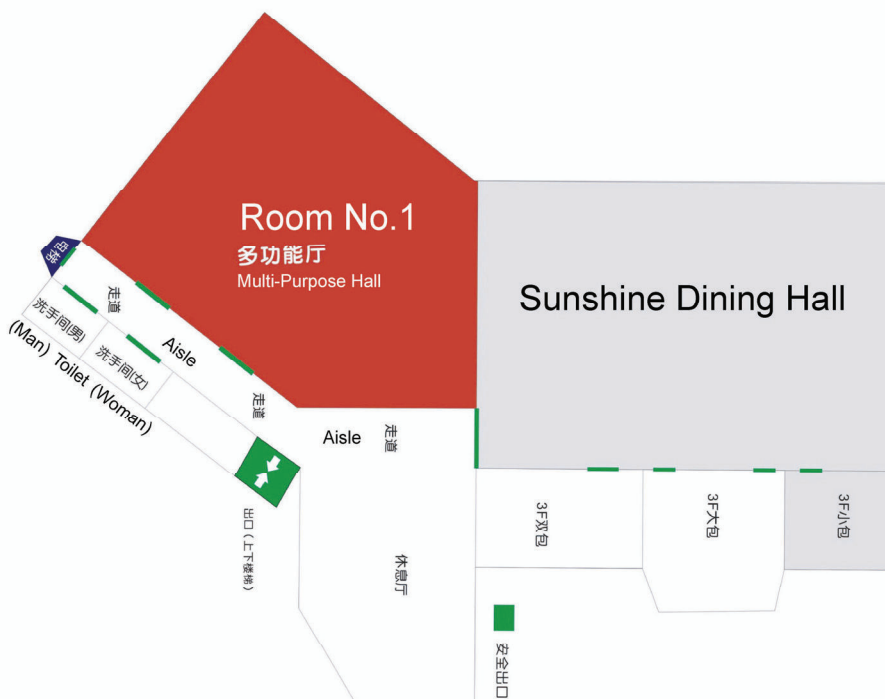 Room No.1
多功能厅
Multi-Purpose Hall
Sunshine Dining Hall
电梯
走道
洗手间(男)
Aisle
洗手间(女)
(Man) Toilet (Woman)
走道
Aisle
走道
出口(上下楼梯)
休息厅
3F双包
3F大包
3F小包
安全出口